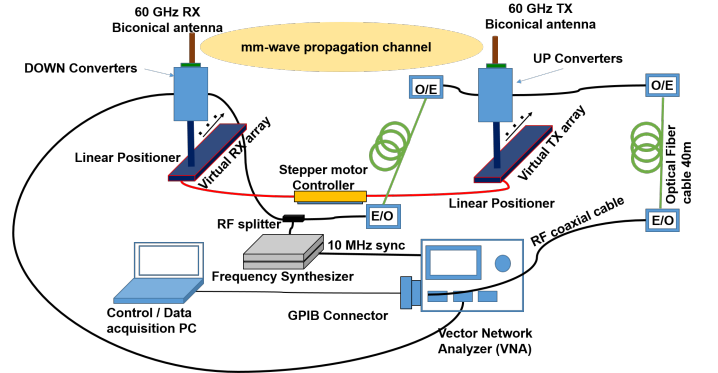 60 GHz RX
Biconical antenna
60 GHz TX
Biconical antenna
mm-wave propagation channel
DOWN Converters
UP Converters
O/E
O/E
Linear Positioner
Virtual RX array
Virtual TX array
Stepper motor
Controller
Linear Positioner
Optical Fiber
cable 40m
E/O
E/O
RF splitter
RF coaxial cable
10 MHz sync
Frequency Synthesizer
Control / Data
acquisition PC
GPIB Connector
Vector Network
Analyzer (VNA)